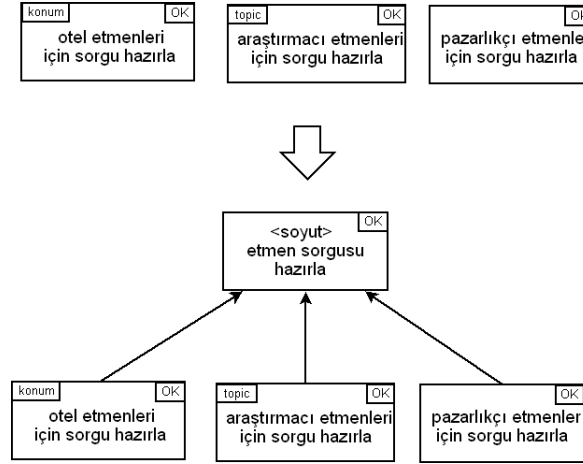 konum OK
otel etmenleri
için sorgu hazırla
topic OK
araştırmacı etmenleri
için sorgu hazırla
OK
pazarlıkçı etmenle
için sorgu hazırla
<soyut> OK
etmen sorgusu
hazırla
konum OK
otel etmenleri
için sorgu hazırla
topic OK
araştırmacı etmenleri
için sorgu hazırla
OK
pazarlıkçı etmenler
için sorgu hazırla